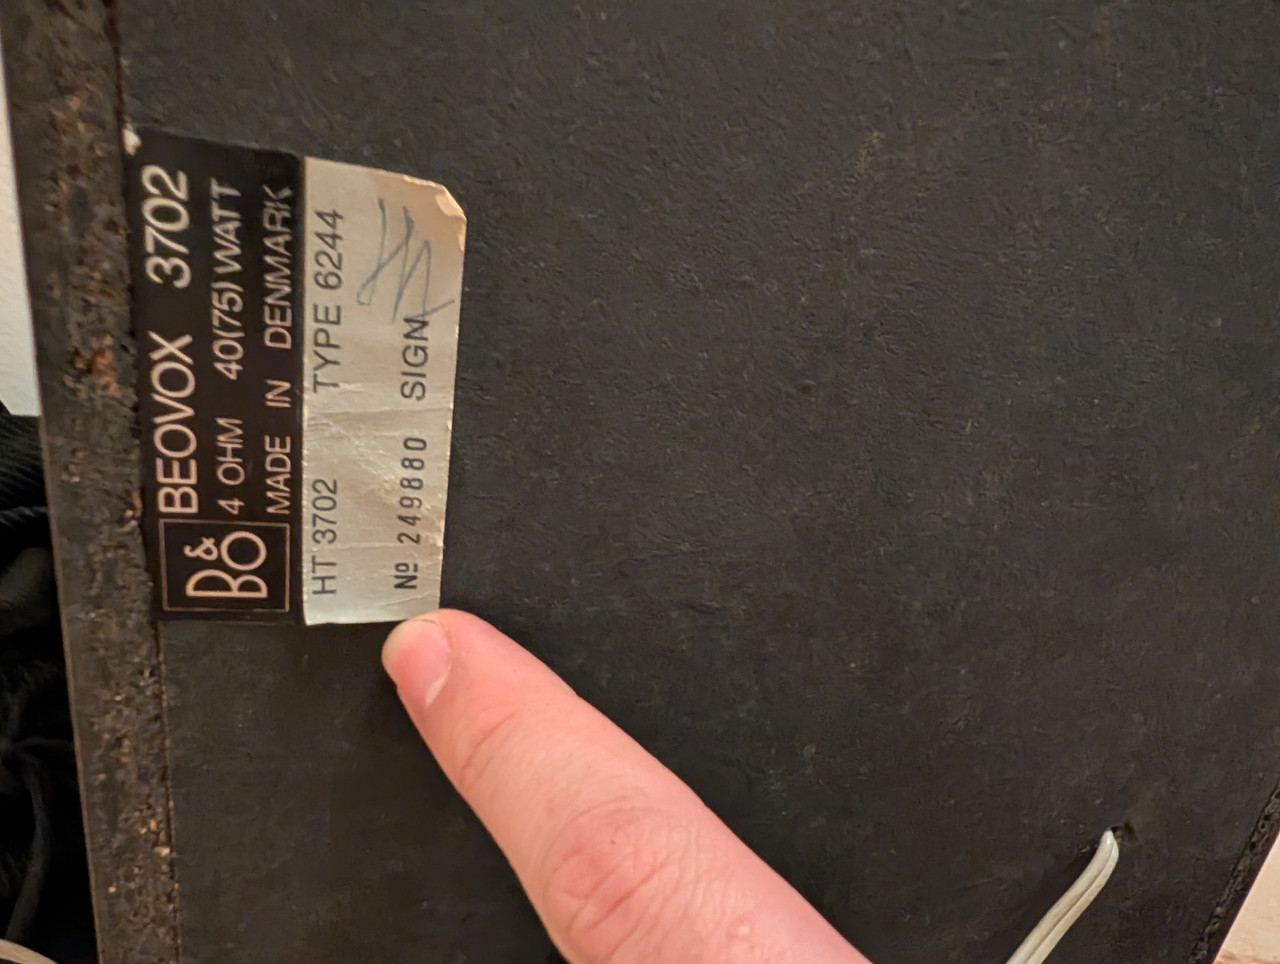 B&O
BEOVOX 3702
4 OHM 40(75) WATT
MADE IN DENMARK
HT 3702 TYPE 6244
Nº 249880 SIGN